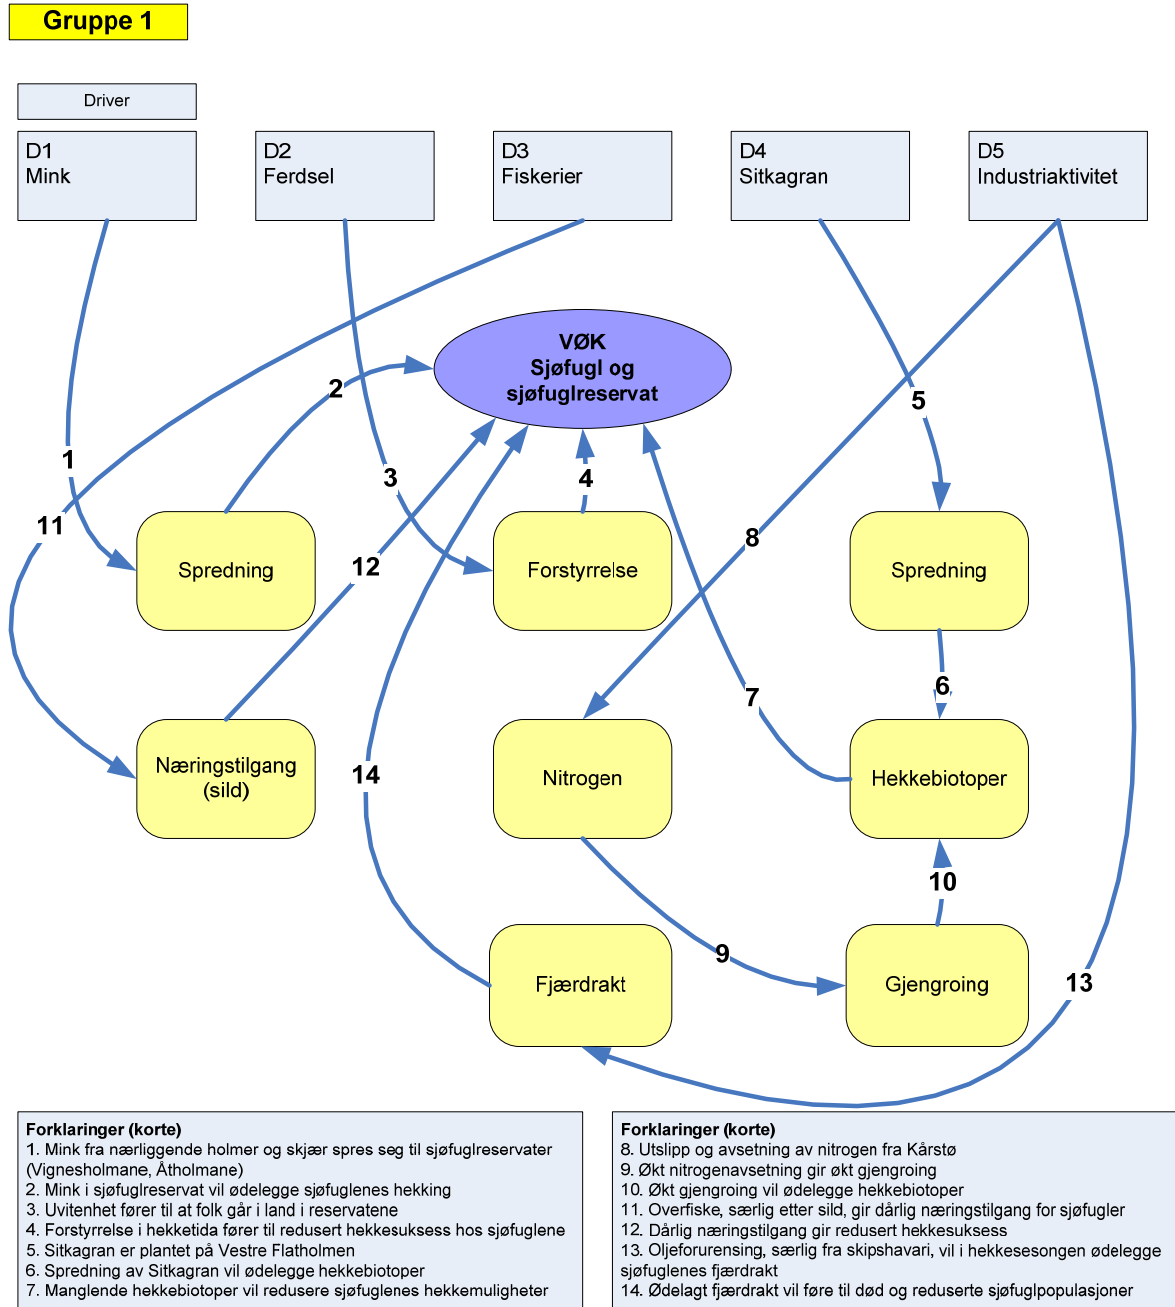 Gruppe 1
Driver
D1
Mink
D2
Ferdsel
D3
Fiskerier
D4
Sitkagran
D5
Industriaktivitet
VØK
Sjøfugl og
sjøfuglreservat
1
2
3
4
5
6
7
8
9
10
11
12
13
14
Spredning
Forstyrrelse
Spredning
Næringstilgang
(sild)
Nitrogen
Hekkebiotoper
Fjærdrakt
Gjengroing
Forklaringer (korte)
1. Mink fra nærliggende holmer og skjær spres seg til sjøfuglreservater
(Vignesholmane, Åtholmane)
2. Mink i sjøfuglreservat vil ødelegge sjøfuglenes hekking
3. Uvitenhet fører til at folk går i land i reservatene
4. Forstyrrelse i hekketida fører til redusert hekkesuksess hos sjøfuglene
5. Sitkagran er plantet på Vestre Flatholmen
6. Spredning av Sitkagran vil ødelegge hekkebiotoper
7. Manglende hekkebiotoper vil redusere sjøfuglenes hekkemuligheter
Forklaringer (korte)
8. Utslipp og avsetning av nitrogen fra Kårstø
9. Økt nitrogenavsetning gir økt gjengroing
10. Økt gjengroing vil ødelegge hekkebiotoper
11. Overfiske, særlig etter sild, gir dårlig næringstilgang for sjøfugler
12. Dårlig næringstilgang gir redusert hekkesuksess
13. Oljeforurensing, særlig fra skipshavari, vil i hekkesesongen ødelegge
sjøfuglenes fjærdrakt
14. Ødelagt fjærdrakt vil føre til død og reduserte sjøfuglpopulasjoner